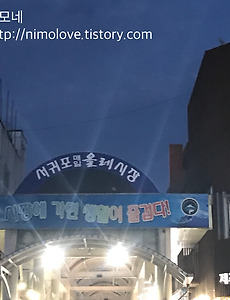 모네
http://nimolove.tistory.com/
서귀포매일올레시장
시장에 가면 생활이 즐겁다!